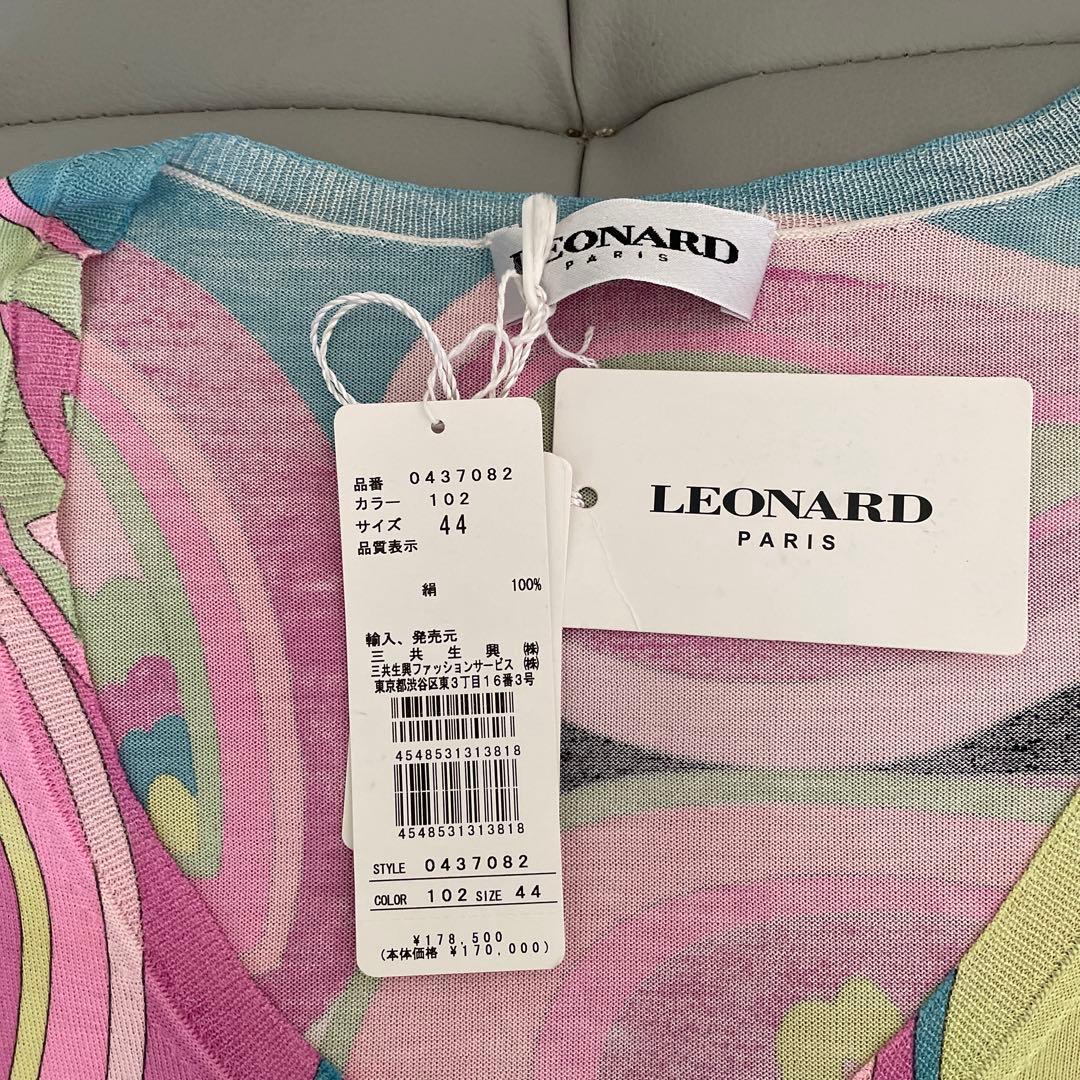 LEONARD
PARIS
LEONARD
PARIS
品番 0437082
カラー 102
サイズ 44
品質表示
絹 100%
輸入、発売元
三共生興㈱
三共生興ファッションサービス㈱
東京都渋谷区東3丁目16番3号
4548531313818
4548531313818
STYLE 0437082
COLOR 102 SIZE 44
¥178,500
(本体価格 ¥170,000)